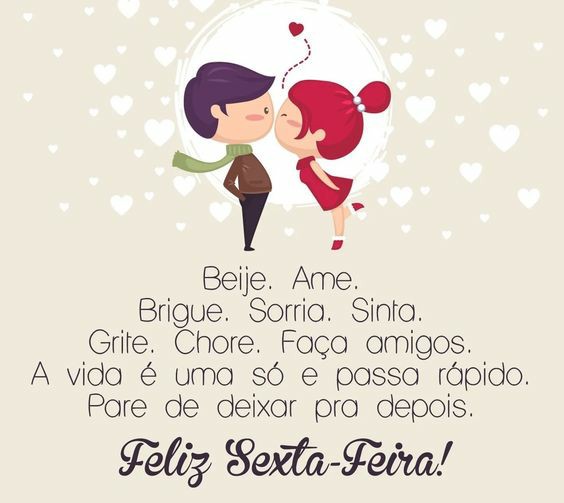 Beije. Ame.
Brigue. Sorria. Sinta.
Grite. Chore. Faça amigos.
A vida é uma só e passa rápido.
Pare de deixar pra depois.
Feliz Sexta-Feira!